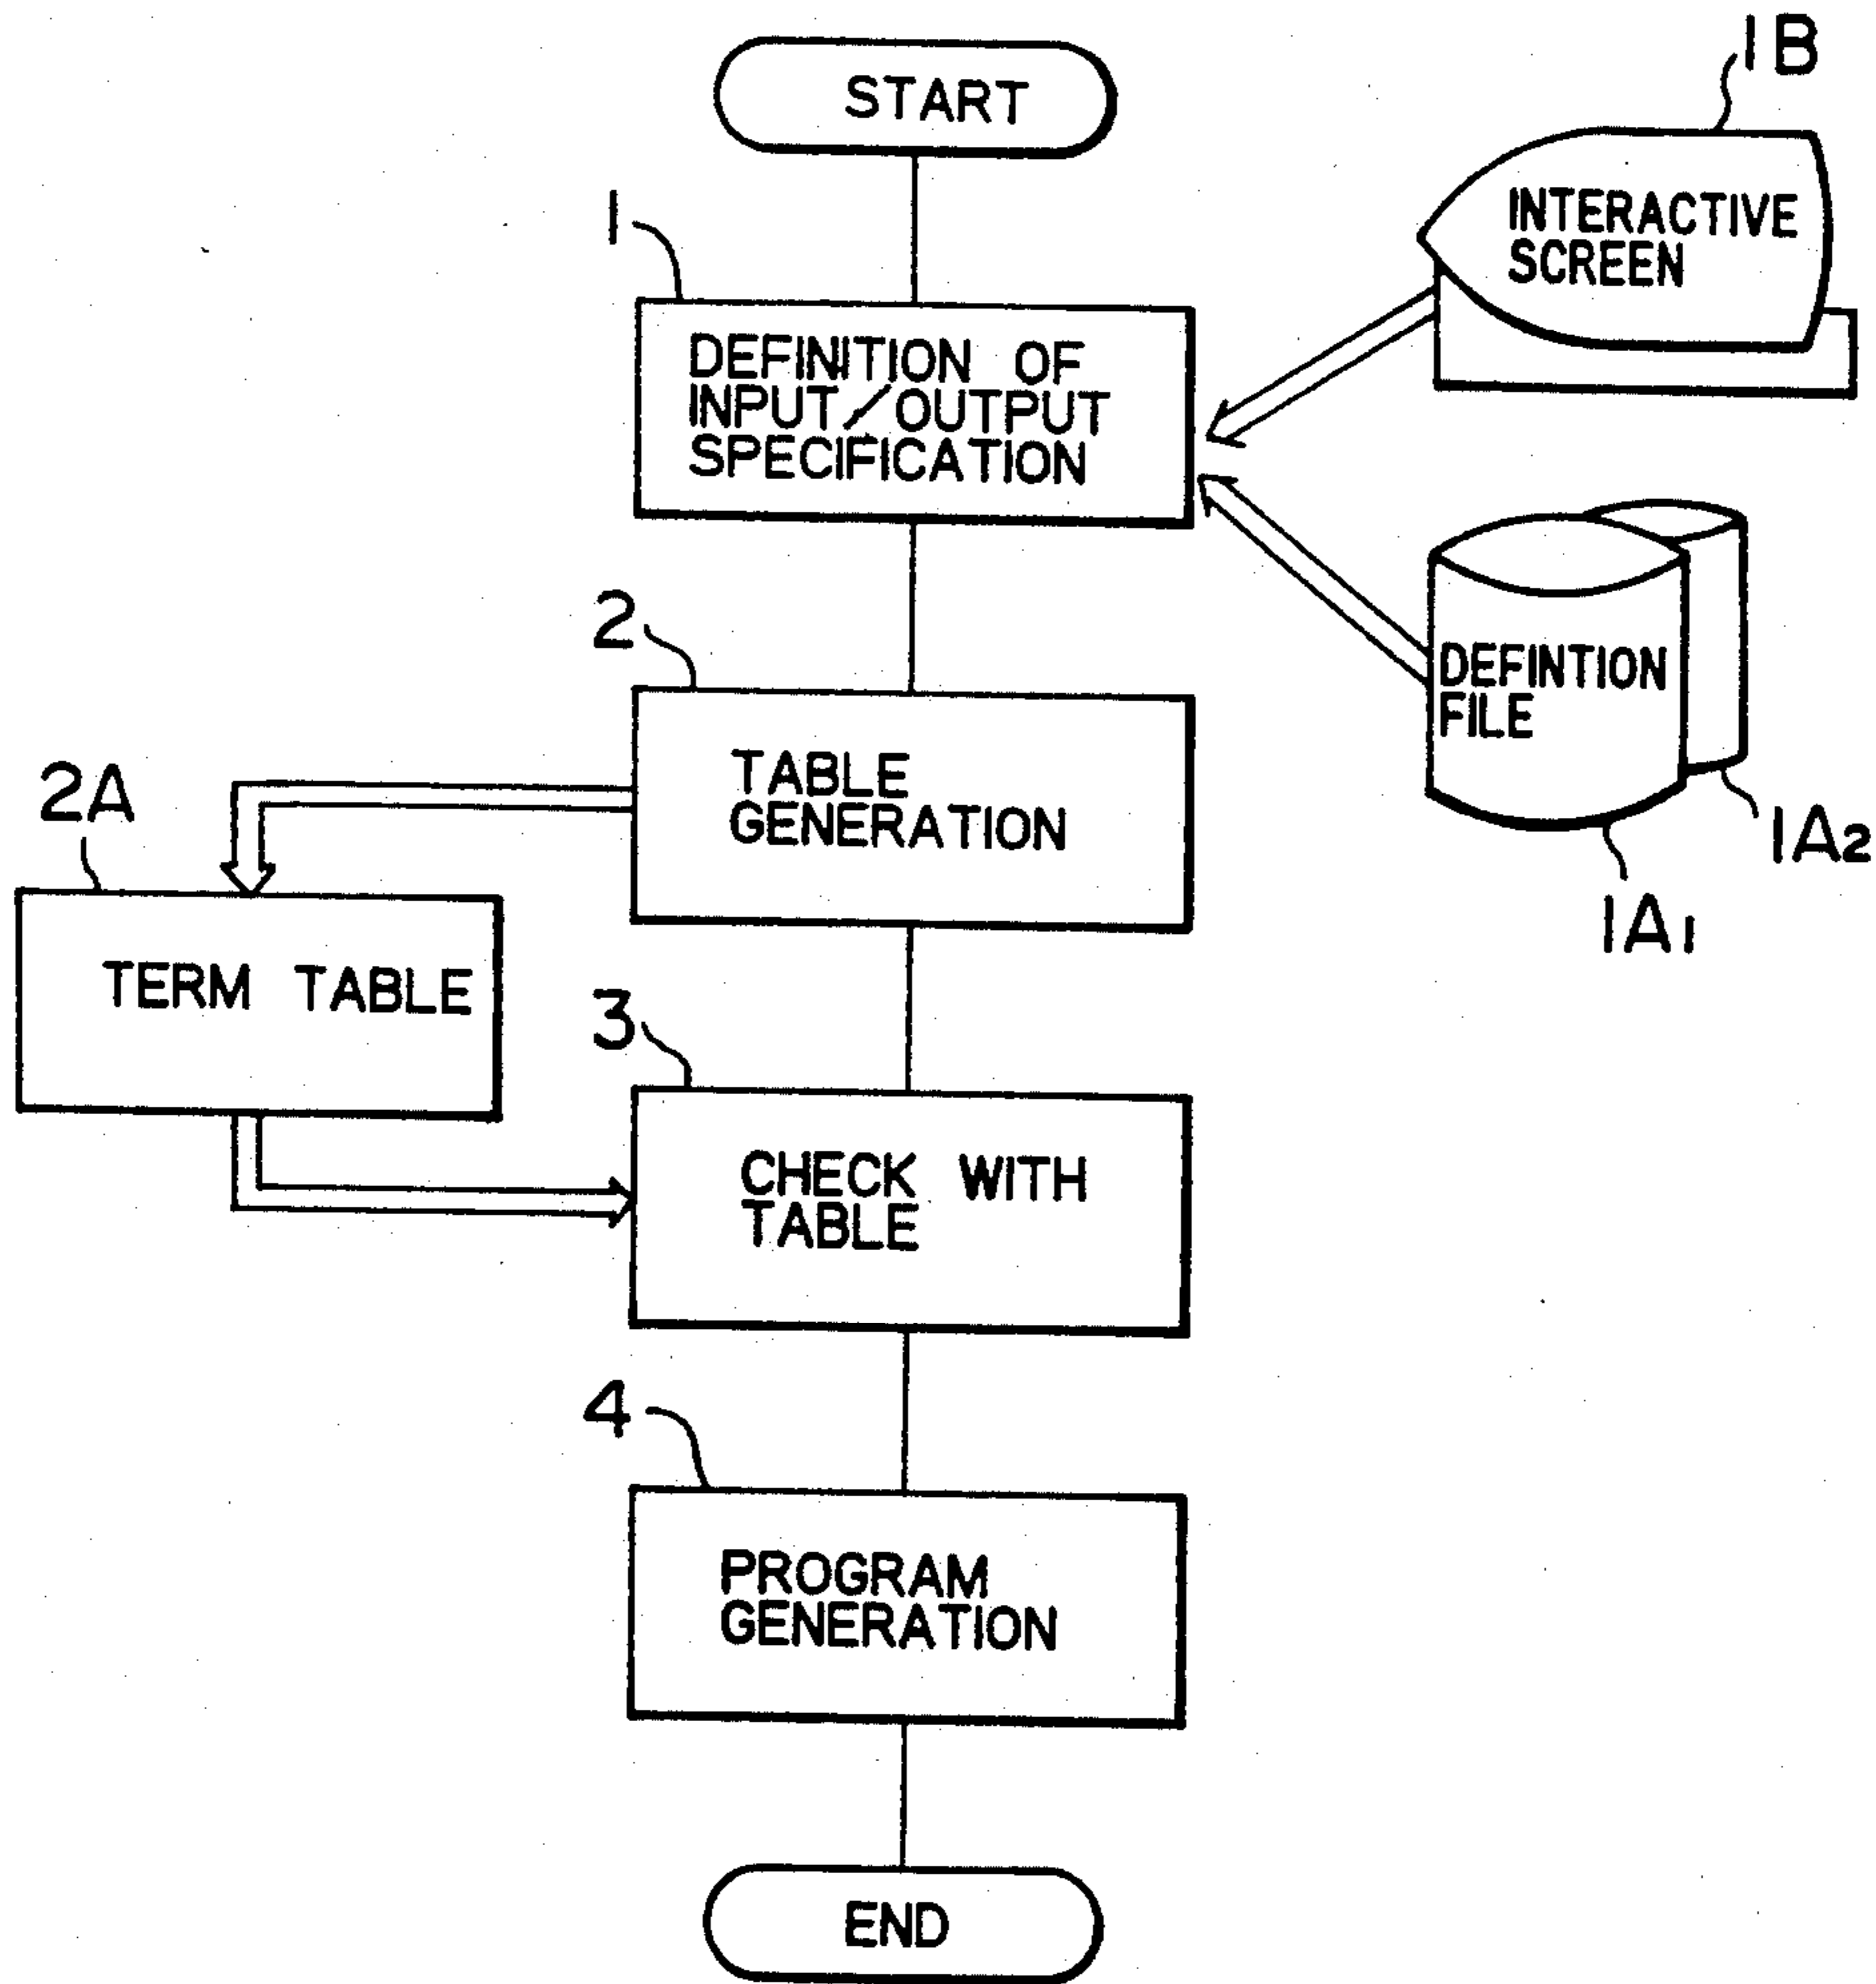 START
1B
INTERACTIVE
SCREEN
1
DEFINITION OF
INPUT/OUTPUT
SPECIFICATION
2
DEFINTION
FILE
1A2
1A1
TABLE
GENERATION
2A
TERM TABLE
3
CHECK WITH
TABLE
4
PROGRAM
GENERATION
END